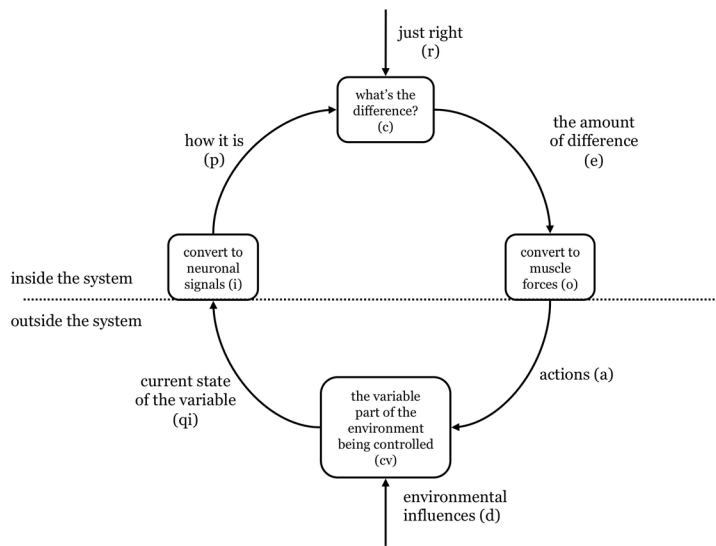 just right
(r)
what's the
difference?
(c)
the amount
of difference
(e)
how it is
(p)
convert to
neuronal
signals (i)
convert to
muscle
forces (o)
inside the system
outside the system
current state
of the variable
(qi)
actions (a)
the variable
part of the
environment
being controlled
(cv)
environmental
influences (d)